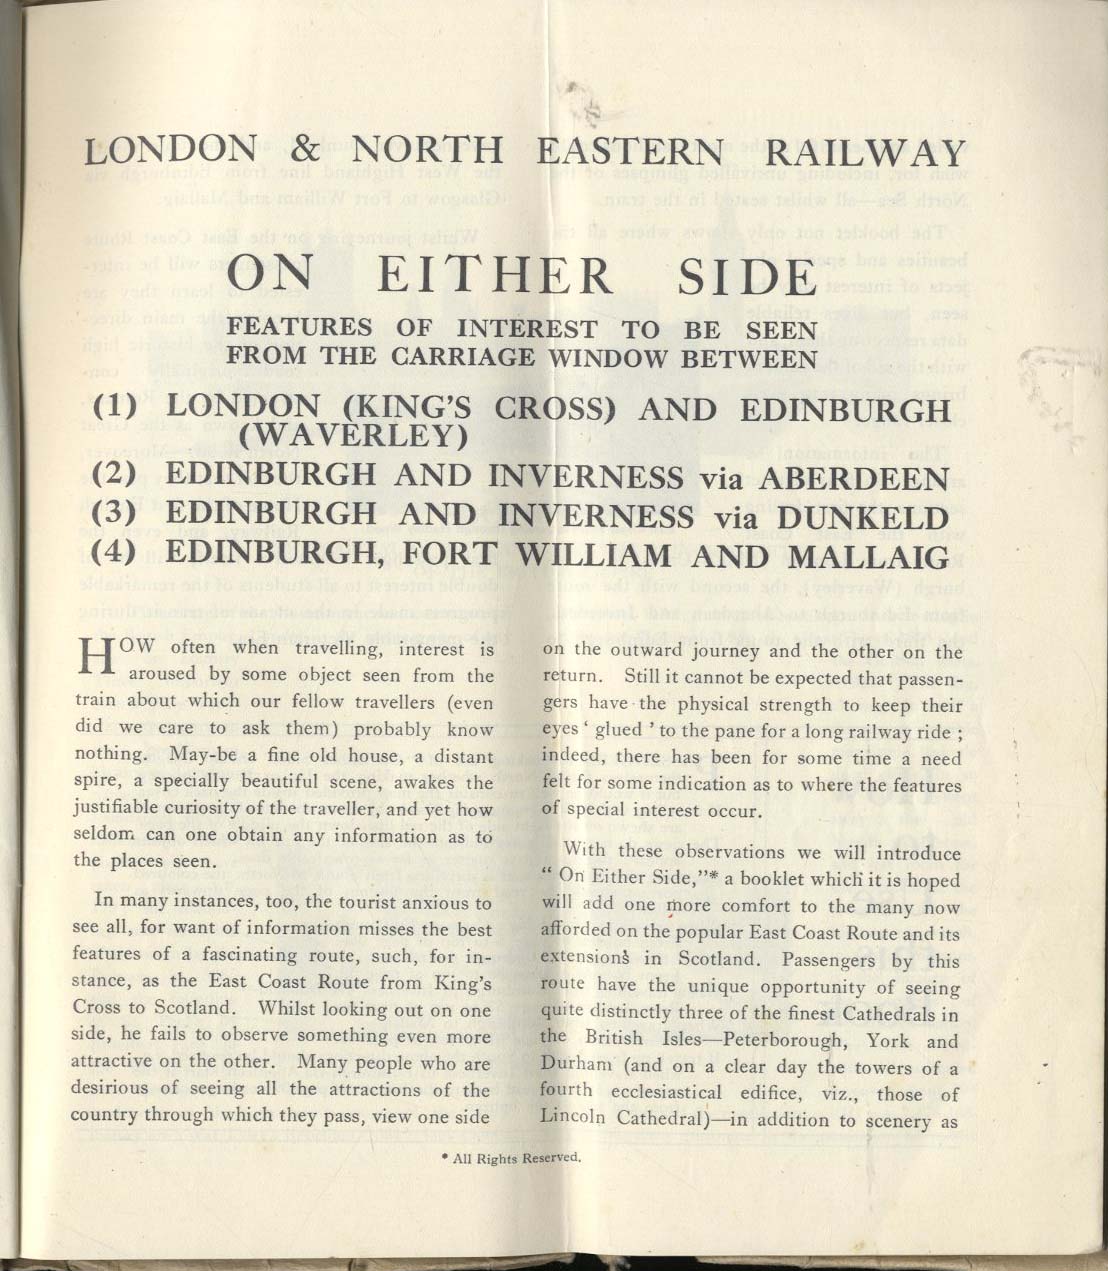 LONDON & NORTH EASTERN RAILWAY
ON EITHER SIDE
FEATURES OF INTEREST TO BE SEEN
FROM THE CARRIAGE WINDOW BETWEEN
(1) LONDON (KING'S CROSS) AND EDINBURGH
(WAVERLEY)
(2) EDINBURGH AND INVERNESS via ABERDEEN
(3) EDINBURGH AND INVERNESS via DUNKELD
(4) EDINBURGH, FORT WILLIAM AND MALLAIG
HOW often when travelling, interest is
aroused by some object seen from the
train about which our fellow travellers (even
did we care to ask them) probably know
nothing. May-be a fine old house, a distant
spire, a specially beautiful scene, awakes the
justifiable curiosity of the traveller, and yet how
seldom can one obtain any information as to
the places seen.
In many instances, too, the tourist anxious to
see all, for want of information misses the best
features of a fascinating route, such, for in-
stance, as the East Coast Route from King's
Cross to Scotland. Whilst looking out on one
side, he fails to observe something even more
attractive on the other. Many people who are
desirious of seeing all the attractions of the
country through which they pass, view one side
on the outward journey and the other on the
return. Still it cannot be expected that passen-
gers have the physical strength to keep their
eyes ‘ glued ’ to the pane for a long railway ride ;
indeed, there has been for some time a need
felt for some indication as to where the features
of special interest occur.
With these observations we will introduce
“ On Either Side,”* a booklet which it is hoped
will add one more comfort to the many now
afforded on the popular East Coast Route and its
extensions in Scotland. Passengers by this
route have the unique opportunity of seeing
quite distinctly three of the finest Cathedrals in
the British Isles—Peterborough, York and
Durham (and on a clear day the towers of a
fourth ecclesiastical edifice, viz., those of
Lincoln Cathedral)—in addition to scenery as
* All Rights Reserved.